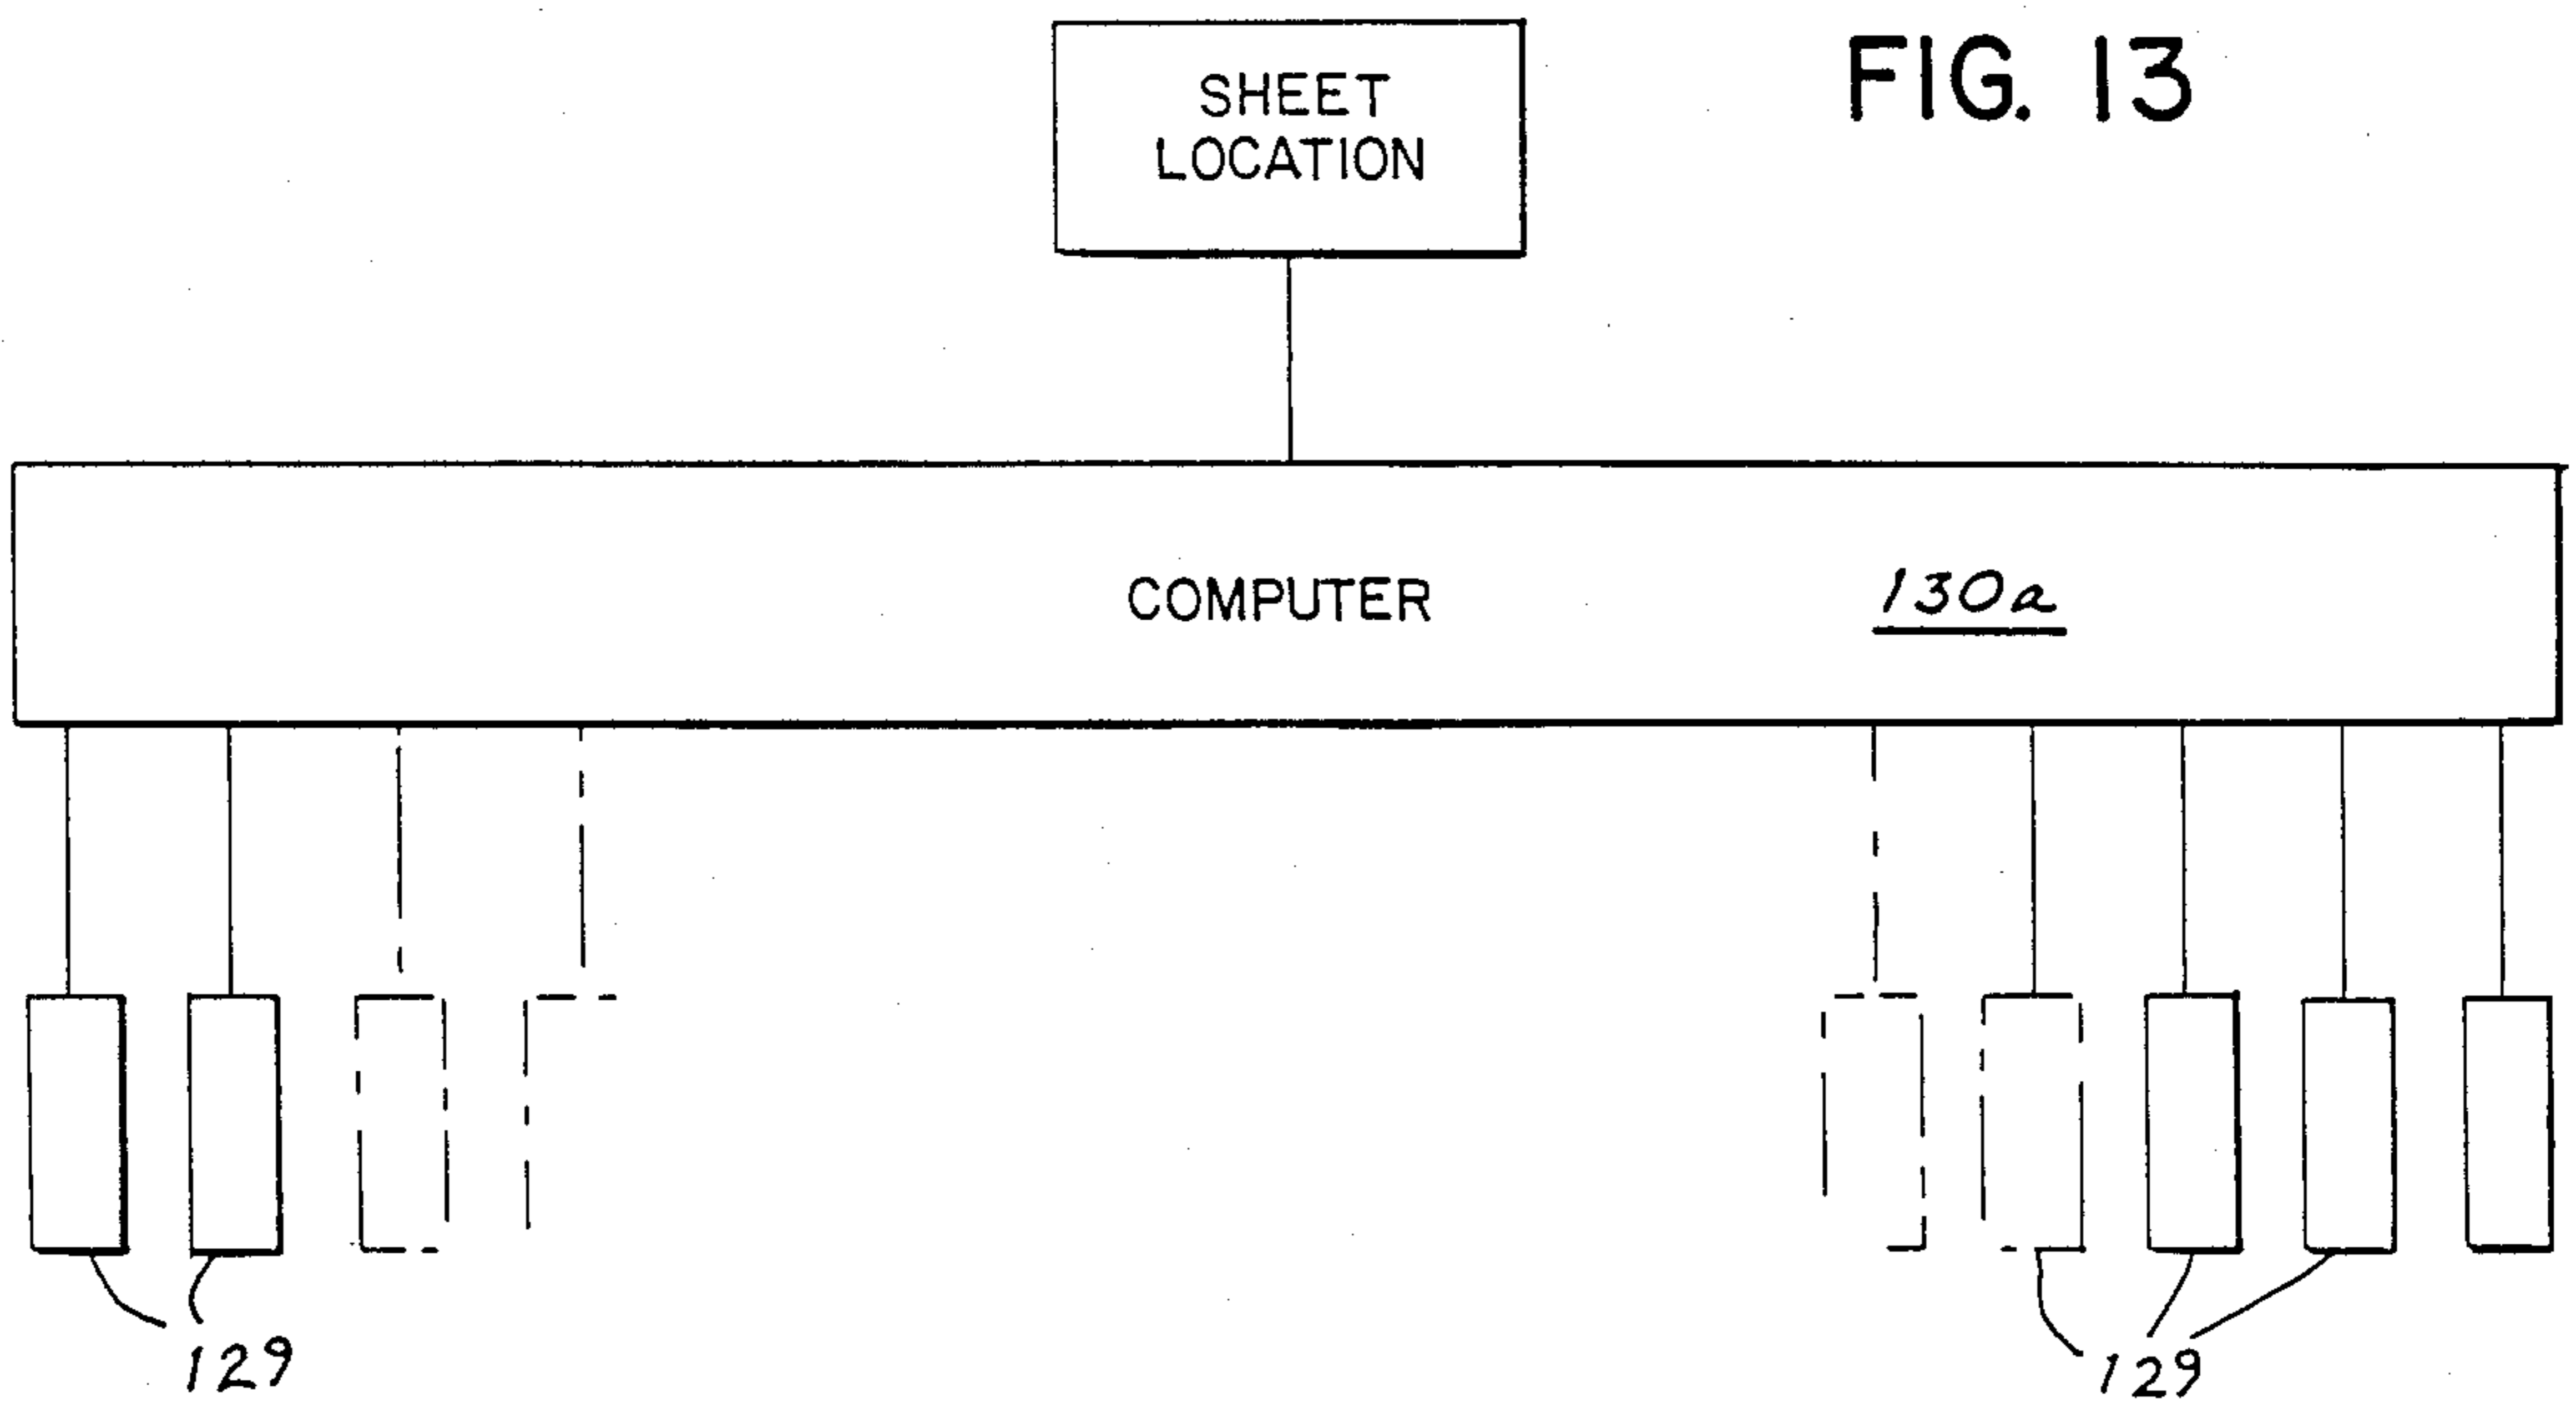 FIG. 13
SHEET
LOCATION
COMPUTER 130a
129
129